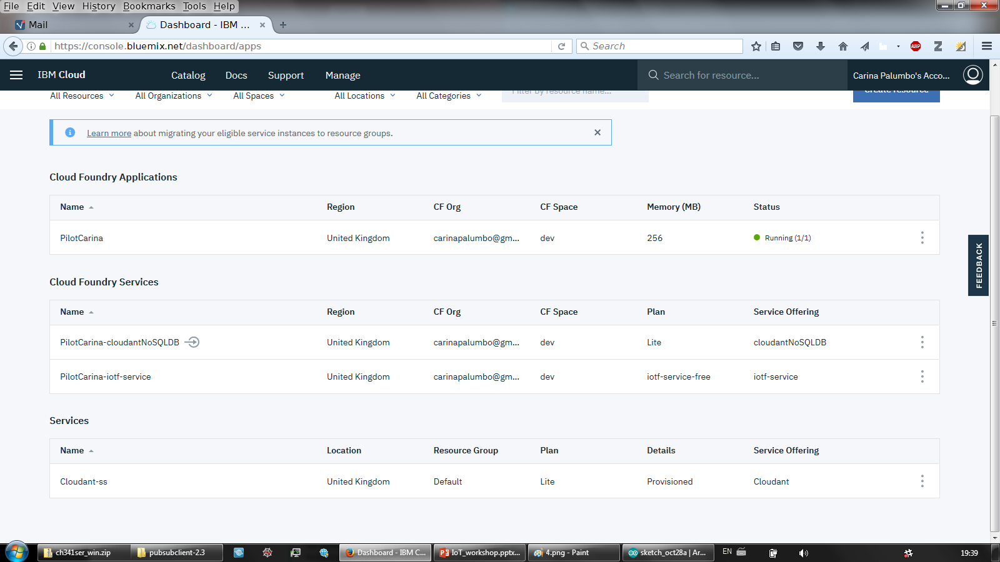 File Edit View History Bookmarks Tools Help
Mail
Dashboard - IBM ...
https://console.bluemix.net/dashboard/apps
Search
ABP
IBM Cloud
Catalog Docs Support Manage
Search for resource...
Carina Palumbo's Acco...
All Resources All Organizations All Spaces All Locations All Categories
Filter by resource name...
Create resource
Learn more about migrating your eligible service instances to resource groups.
Cloud Foundry Applications
Name Region CF Org CF Space Memory (MB) Status
PilotCarina United Kingdom carinapalumbo@gm... dev 256 Running (1/1)
FEEDBACK
Cloud Foundry Services
Name Region CF Org CF Space Plan Service Offering
PilotCarina-cloudantNoSQLDB United Kingdom carinapalumbo@gm... dev Lite cloudantNoSQLDB
PilotCarina-iotf-service United Kingdom carinapalumbo@gm... dev iotf-service-free iotf-service
Services
Name Location Resource Group Plan Details Service Offering
Cloudant-ss United Kingdom Default Lite Provisioned Cloudant
ch341ser_win.zip pubsubclient-2.3 Dashboard - IBM C... IoT_workshop.pptx... 4.png - Paint sketch_oct28a | Ar... EN 19:39